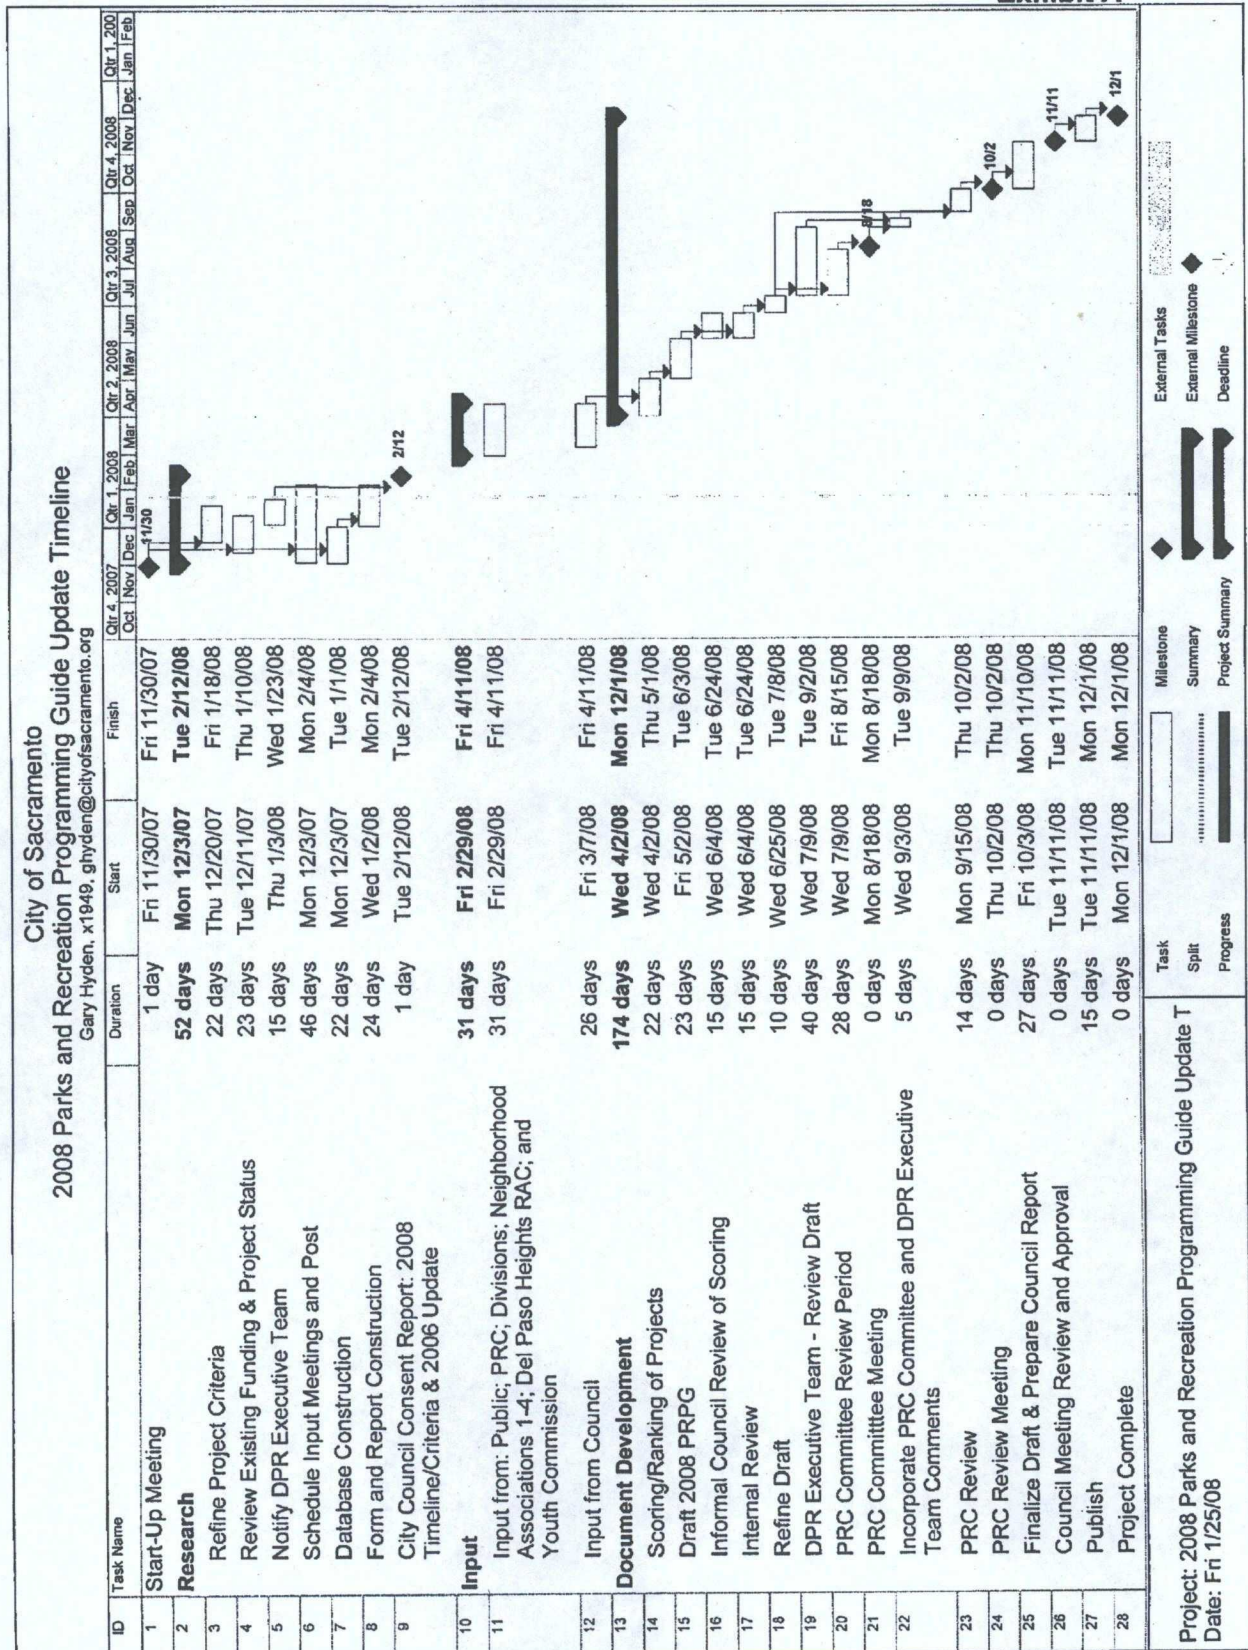 City of Sacramento
2008 Parks and Recreation Programming Guide Update Timeline
Gary Hyden, x1949, ghyden@cityofsacramento.org
ID Task Name Duration Start Finish
Qtr 4, 2007 Qtr 1, 2008 Qtr 2, 2008 Qtr 3, 2008 Qtr 4, 2008 Qtr 1, 200
Oct Nov Dec Jan Feb Mar Apr May Jun Jul Aug Sep Oct Nov Dec Jan Feb
1 Start-Up Meeting 1 day Fri 11/30/07 Fri 11/30/07 11/30
2 Research 52 days Mon 12/3/07 Tue 2/12/08
3 Refine Project Criteria 22 days Thu 12/20/07 Fri 1/18/08
4 Review Existing Funding & Project Status 23 days Tue 12/11/07 Thu 1/10/08
5 Notify DPR Executive Team 15 days Thu 1/3/08 Wed 1/23/08
6 Schedule Input Meetings and Post 46 days Mon 12/3/07 Mon 2/4/08
7 Database Construction 22 days Mon 12/3/07 Tue 1/1/08
8 Form and Report Construction 24 days Wed 1/2/08 Mon 2/4/08
9 City Council Consent Report: 2008 1 day Tue 2/12/08 Tue 2/12/08 2/12
Timeline/Criteria & 2006 Update
10 Input 31 days Fri 2/29/08 Fri 4/11/08
11 Input from: Public; PRC; Divisions; Neighborhood 31 days Fri 2/29/08 Fri 4/11/08
Associations 1-4; Del Paso Heights RAC; and
Youth Commission
12 Input from Council 26 days Fri 3/7/08 Fri 4/11/08
13 Document Development 174 days Wed 4/2/08 Mon 12/1/08
14 Scoring/Ranking of Projects 22 days Wed 4/2/08 Thu 5/1/08
15 Draft 2008 PRPG 23 days Fri 5/2/08 Tue 6/3/08
16 Informal Council Review of Scoring 15 days Wed 6/4/08 Tue 6/24/08
17 Internal Review 15 days Wed 6/4/08 Tue 6/24/08
18 Refine Draft 10 days Wed 6/25/08 Tue 7/8/08
19 DPR Executive Team - Review Draft 40 days Wed 7/9/08 Tue 9/2/08
20 PRC Committee Review Period 28 days Wed 7/9/08 Fri 8/15/08
21 PRC Committee Meeting 0 days Mon 8/18/08 Mon 8/18/08 8/18
22 Incorporate PRC Committee and DPR Executive 5 days Wed 9/3/08 Tue 9/9/08
Team Comments
23 PRC Review 14 days Mon 9/15/08 Thu 10/2/08
24 PRC Review Meeting 0 days Thu 10/2/08 Thu 10/2/08 10/2
25 Finalize Draft & Prepare Council Report 27 days Fri 10/3/08 Mon 11/10/08
26 Council Meeting Review and Approval 0 days Tue 11/11/08 Tue 11/11/08 11/11
27 Publish 15 days Tue 11/11/08 Mon 12/1/08
28 Project Complete 0 days Mon 12/1/08 Mon 12/1/08 12/1
Project: 2008 Parks and Recreation Programming Guide Update T
Date: Fri 1/25/08
Task Milestone External Tasks
Split Summary External Milestone
Progress Project Summary Deadline